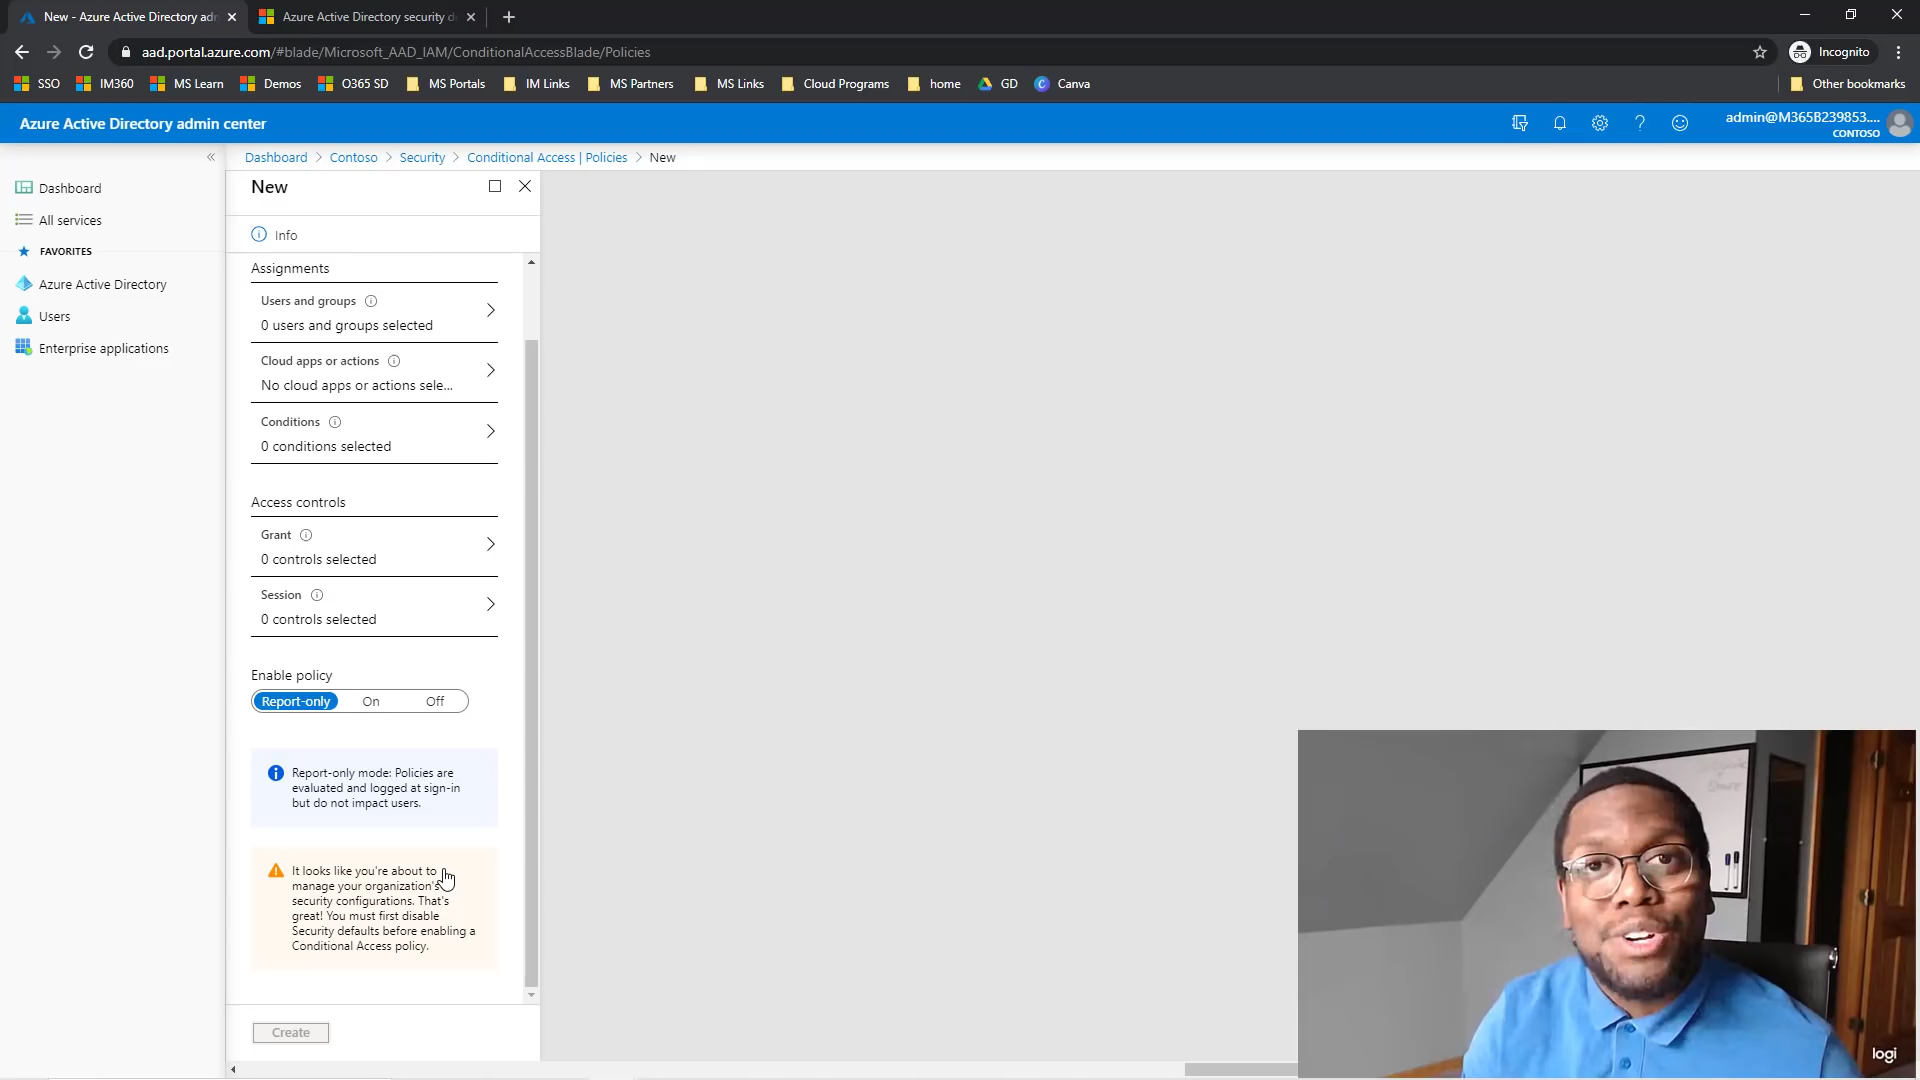 New - Azure Active Directory adm
Azure Active Directory security d
aad.portal.azure.com/#blade/Microsoft_AAD_IAM/ConditionalAccessBlade/Policies
Incognito
SSO
IM360
MS Learn
Demos
O365 SD
MS Portals
IM Links
MS Partners
MS Links
Cloud Programs
home
GD
Canva
Other bookmarks
Azure Active Directory admin center
admin@M365B239853....
CONTOSO
Dashboard > Contoso > Security > Conditional Access | Policies > New
Dashboard
All services
FAVORITES
Azure Active Directory
Users
Enterprise applications
New
Info
Assignments
Users and groups
0 users and groups selected
Cloud apps or actions
No cloud apps or actions sele...
Conditions
0 conditions selected
Access controls
Grant
0 controls selected
Session
0 controls selected
Enable policy
Report-only On Off
Report-only mode: Policies are
evaluated and logged at sign-in
but do not impact users.
It looks like you're about to
manage your organization's
security configurations. That's
great! You must first disable
Security defaults before enabling a
Conditional Access policy.
Create
logi